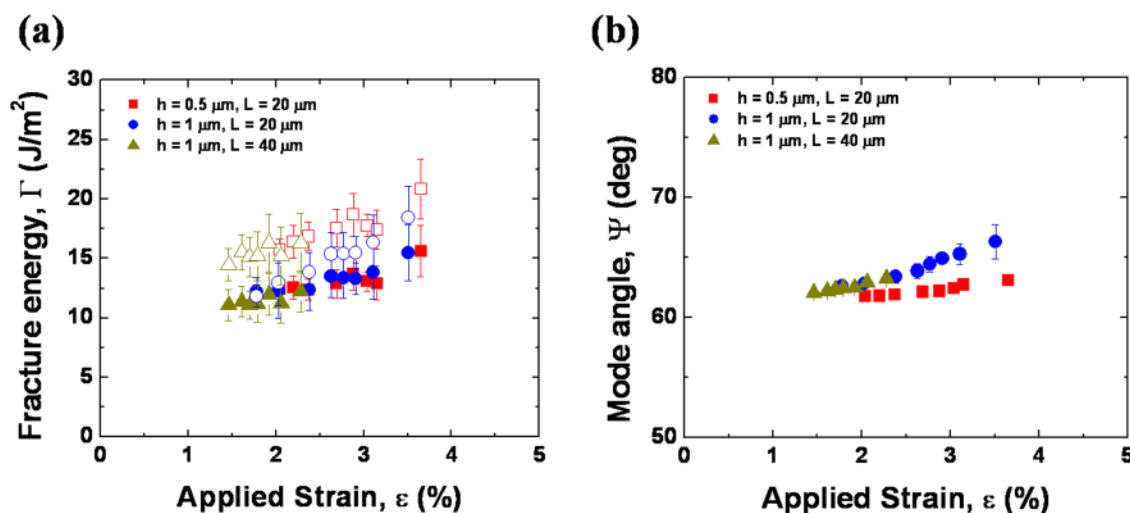 (a)
30
25
20
15
10
5
0
Fracture energy, Γ (J/m²)
h = 0.5 μm, L = 20 μm
h = 1 μm, L = 20 μm
h = 1 μm, L = 40 μm
0 1 2 3 4 5
Applied Strain, ε (%)
(b)
80
70
60
50
Mode angle, Ψ (deg)
h = 0.5 μm, L = 20 μm
h = 1 μm, L = 20 μm
h = 1 μm, L = 40 μm
0 1 2 3 4 5
Applied Strain, ε (%)